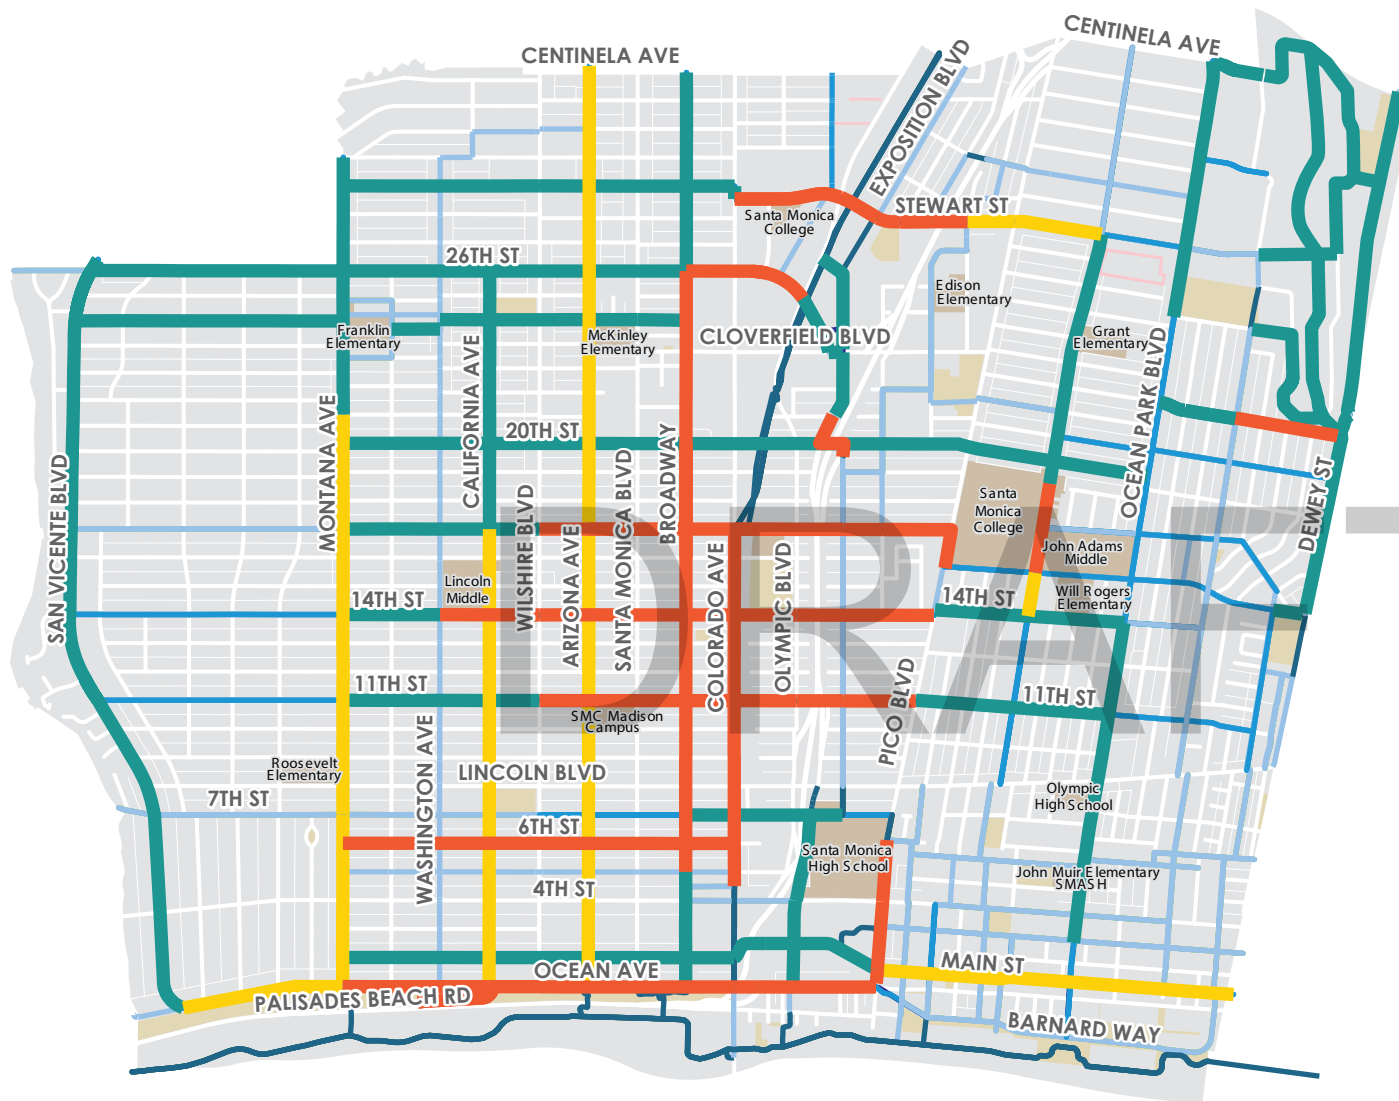 CENTINELA AVE
CENTINELA AVE
EXPOSITION BLVD
STEWART ST
Santa Monica
College
26TH ST
Edison
Elementary
Franklin
Elementary
McKinley
Elementary
CLOVERFIELD BLVD
Grant
Elementary
OCEAN PARK BLVD
CALIFORNIA AVE
MONTANA AVE
20TH ST
SAN VICENTE BLVD
WILSHIRE BLVD
ARIZONA AVE
SANTA MONICA BLVD
BROADWAY
COLORADO AVE
OLYMPIC BLVD
Santa
Monica
College
DEWEY ST
DRAFT
John Adams
Middle
Lincoln
Middle
14TH ST
14TH ST
Will Rogers
Elementary
11TH ST
11TH ST
PICO BLVD
SMC Madison
Campus
WASHINGTON AVE
Roosevelt
Elementary
LINCOLN BLVD
7TH ST
Olympic
High School
6TH ST
Santa Monica
High School
John Muir Elementary
SMASH
4TH ST
OCEAN AVE
MAIN ST
PALISADES BEACH RD
BARNARD WAY